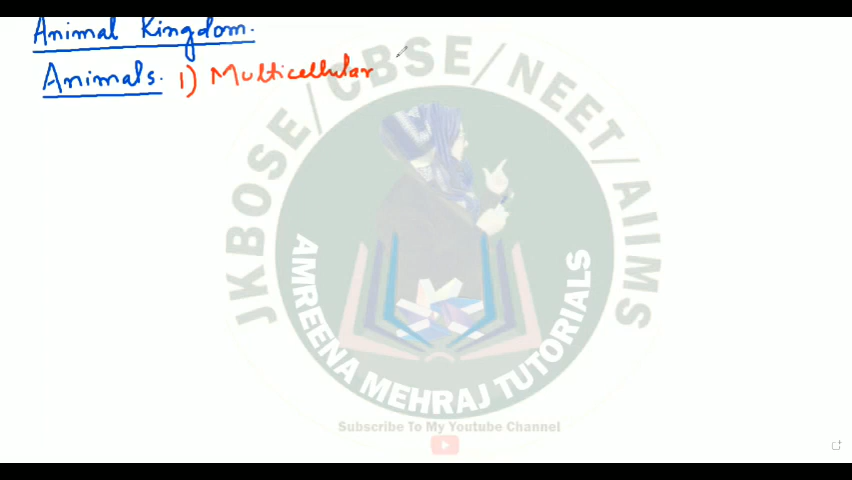 Animal Kingdom.
Animals. 1) Multicellular
JKBOSE/CBSE/NEET/AIIMS
AMREENA MEHRAJ TUTORIALS
Subscribe To My Youtube Channel